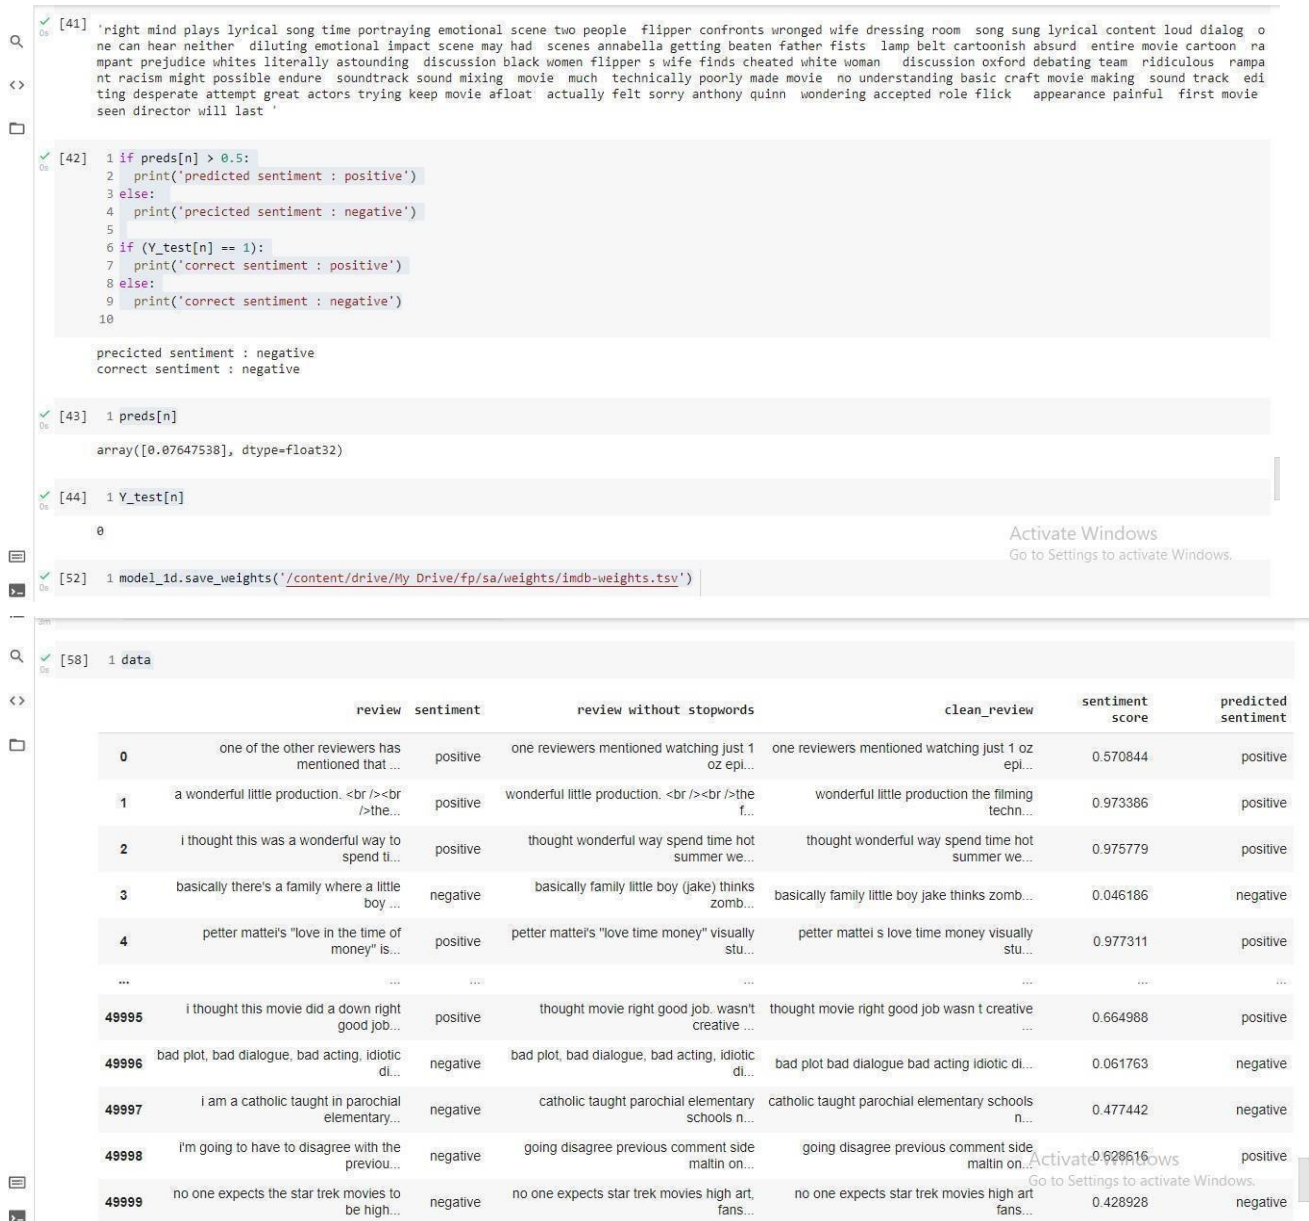 [41] 'right mind plays lyrical song time portraying emotional scene two people  flipper confronts wronged wife dressing room  song sung lyrical content loud dialog  o
0s
ne can hear neither  diluting emotional impact scene may had  scenes annabella getting beaten father fists  lamp belt cartoonish absurd  entire movie cartoon  ra
mpant prejudice whites literally astounding  discussion black women flipper s wife finds cheated white woman   discussion oxford debating team  ridiculous  rampa
nt racism might possible endure  soundtrack sound mixing  movie  much  technically poorly made movie  no understanding basic craft movie making  sound track  edi
ting desperate attempt great actors trying keep movie afloat  actually felt sorry anthony quinn  wondering accepted role flick   appearance painful  first movie
seen director will last '
[42] 1 if preds[n] > 0.5:
0s
2   print('predicted sentiment : positive')
3 else:
4   print('precicted sentiment : negative')
5
6 if (Y_test[n] == 1):
7   print('correct sentiment : positive')
8 else:
9   print('correct sentiment : negative')
10
precicted sentiment : negative
correct sentiment : negative
[43] 1 preds[n]
0s
array([0.07647538], dtype=float32)
[44] 1 Y_test[n]
0s
0
Activate Windows
Go to Settings to activate Windows.
[52] 1 model_1d.save_weights('/content/drive/My Drive/fp/sa/weights/imdb-weights.tsv')
0s
3m
[58] 1 data
0s
review sentiment review without stopwords clean_review sentiment score predicted sentiment
0 one of the other reviewers has mentioned that ... positive one reviewers mentioned watching just 1 oz epi... one reviewers mentioned watching just 1 oz epi... 0.570844 positive
1 a wonderful little production. <br /><br />the... positive wonderful little production. <br /><br />the f... wonderful little production the filming techn... 0.973386 positive
2 i thought this was a wonderful way to spend ti... positive thought wonderful way spend time hot summer we... thought wonderful way spend time hot summer we... 0.975779 positive
3 basically there's a family where a little boy ... negative basically family little boy (jake) thinks zomb... basically family little boy jake thinks zomb... 0.046186 negative
4 petter mattei's "love in the time of money" is... positive petter mattei's "love time money" visually stu... petter mattei s love time money visually stu... 0.977311 positive
... ... ... ... ... ... ...
49995 i thought this movie did a down right good job... positive thought movie right good job. wasn't creative ... thought movie right good job wasn t creative ... 0.664988 positive
49996 bad plot, bad dialogue, bad acting, idiotic di... negative bad plot, bad dialogue, bad acting, idiotic di... bad plot bad dialogue bad acting idiotic di... 0.061763 negative
49997 i am a catholic taught in parochial elementary... negative catholic taught parochial elementary schools n... catholic taught parochial elementary schools n... 0.477442 negative
49998 i'm going to have to disagree with the previou... negative going disagree previous comment side maltin on... going disagree previous comment side maltin on... 0.628616 positive
Activate Windows
Go to Settings to activate Windows.
49999 no one expects the star trek movies to be high... negative no one expects star trek movies high art, fans... no one expects star trek movies high art fans... 0.428928 negative